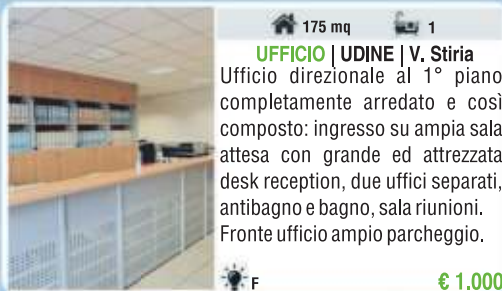 175 mq 1
UFFICIO | UDINE | V. Stiria
Ufficio direzionale al 1° piano
completamente arredato e così
composto: ingresso su ampia sala
attesa con grande ed attrezzata
desk reception, due uffici separati,
antibagno e bagno, sala riunioni.
Fronte ufficio ampio parcheggio.
F € 1.000